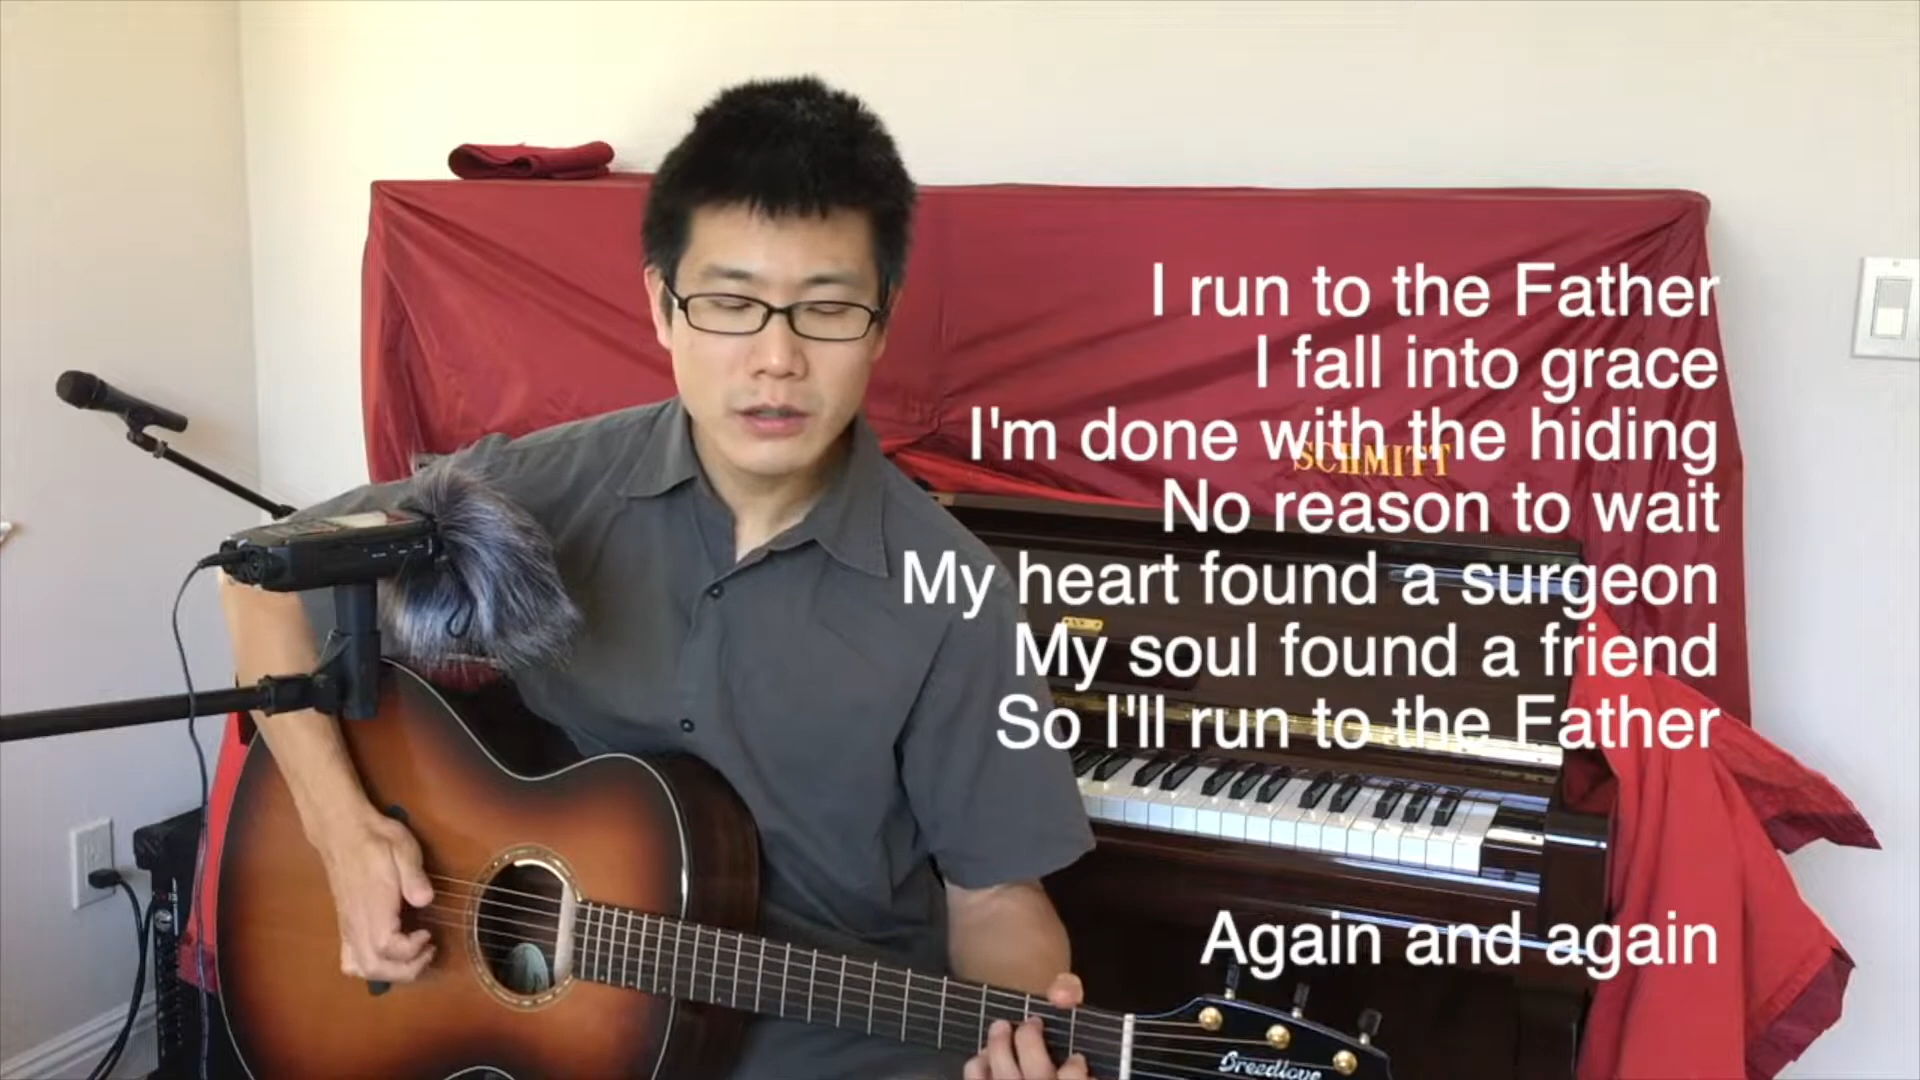 I run to the Father
I fall into grace
I'm done with the hiding
SCHMITT
No reason to wait
My heart found a surgeon
My soul found a friend
So I'll run to the Father
Again and again
Breedlove